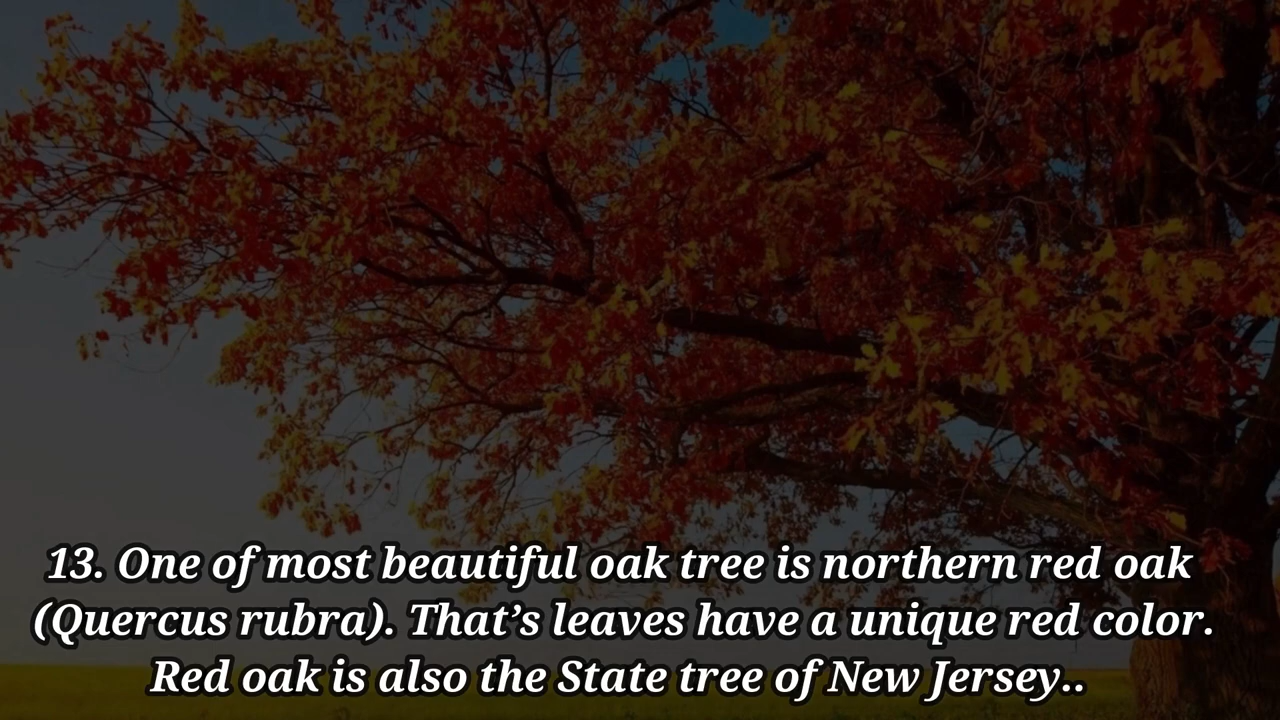 13. One of most beautiful oak tree is northern red oak
(Quercus rubra). That’s leaves have a unique red color.
Red oak is also the State tree of New Jersey..